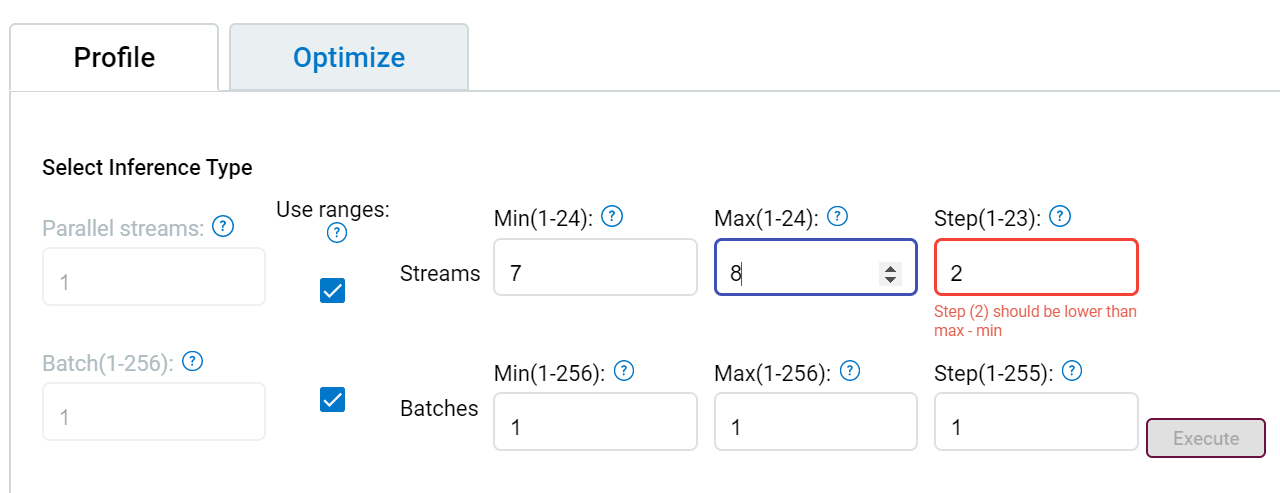 Profile
Optimize
Select Inference Type
Parallel streams: ?
Use ranges:
?
Min(1-24): ?
Max(1-24): ?
Step(1-23): ?
1
Streams
7
8
2
Step (2) should be lower than
max - min
Batch(1-256): ?
Min(1-256): ?
Max(1-256): ?
Step(1-255): ?
1
Batches
1
1
1
Execute